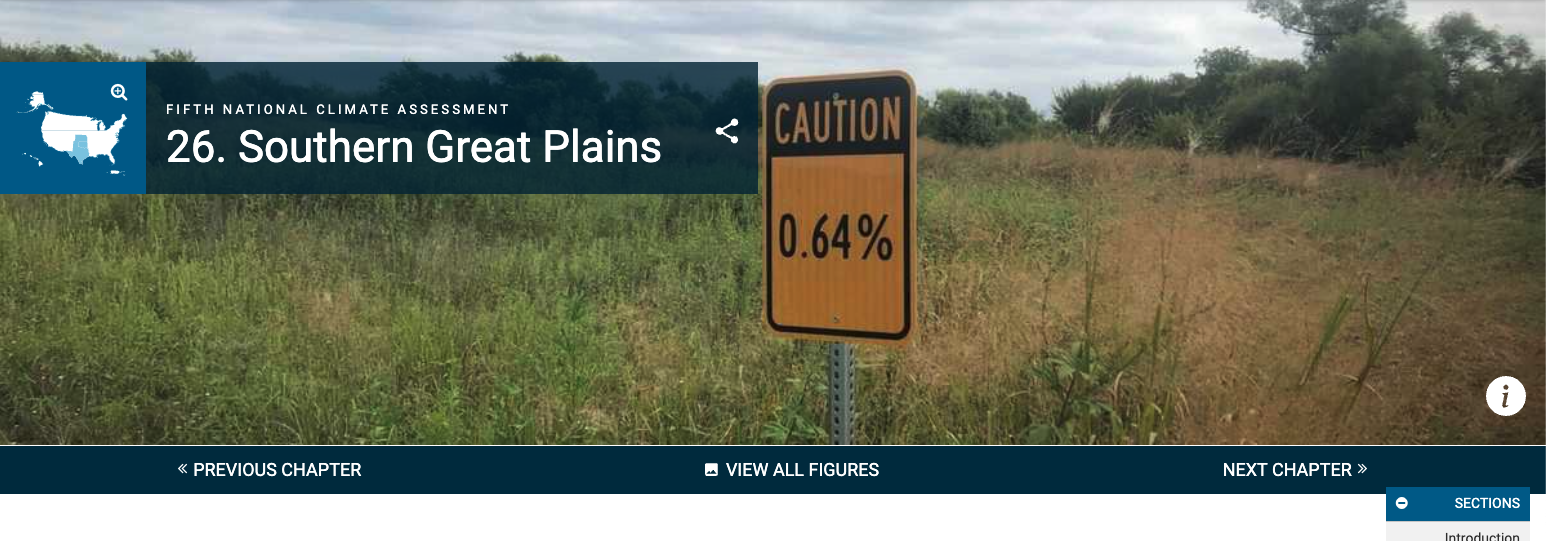 FIFTH NATIONAL CLIMATE ASSESSMENT
26. Southern Great Plains
CAUTION
0.64%
i
« PREVIOUS CHAPTER
VIEW ALL FIGURES
NEXT CHAPTER »
SECTIONS
Introduction